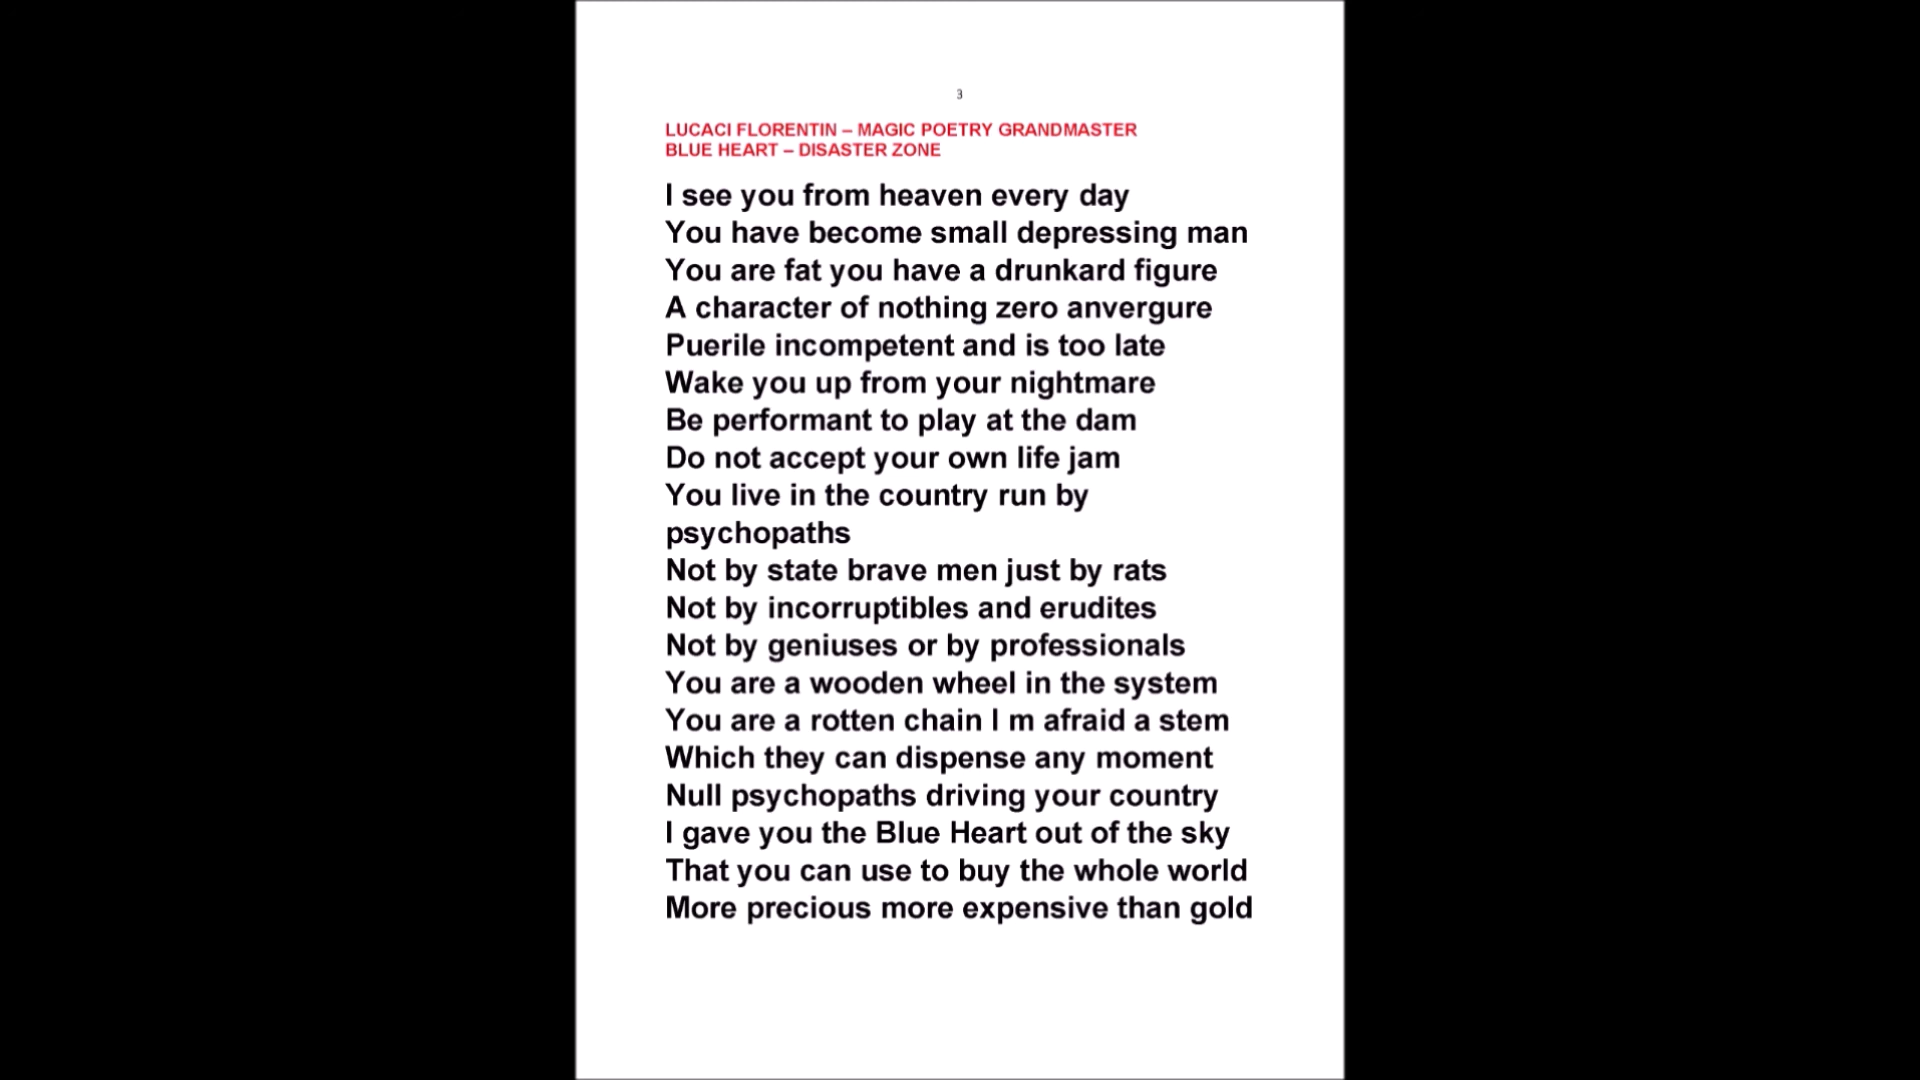 3
LUCACI FLORENTIN – MAGIC POETRY GRANDMASTER
BLUE HEART – DISASTER ZONE
I see you from heaven every day
You have become small depressing man
You are fat you have a drunkard figure
A character of nothing zero anvergure
Puerile incompetent and is too late
Wake you up from your nightmare
Be performant to play at the dam
Do not accept your own life jam
You live in the country run by
psychopaths
Not by state brave men just by rats
Not by incorruptibles and erudites
Not by geniuses or by professionals
You are a wooden wheel in the system
You are a rotten chain I m afraid a stem
Which they can dispense any moment
Null psychopaths driving your country
I gave you the Blue Heart out of the sky
That you can use to buy the whole world
More precious more expensive than gold